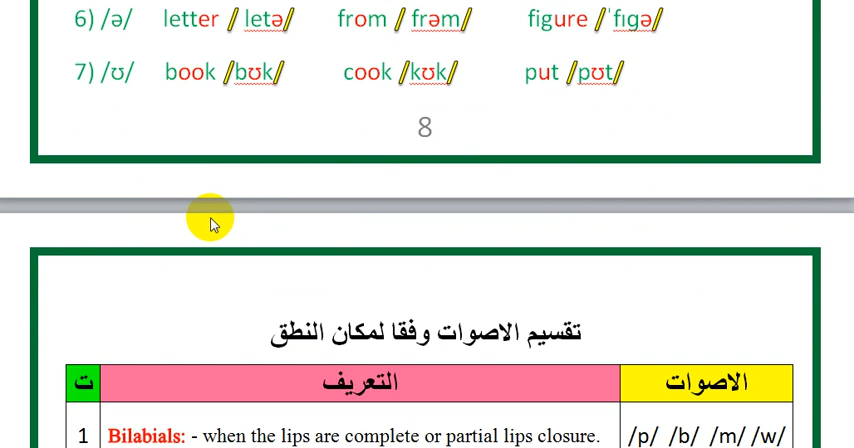 6) /ə/ letter / letə/ from / frəm/ figure /ˈfɪgə/
7) /ʊ/ book /bʊk/ cook /kʊk/ put /pʊt/
8
تقسيم الاصوات وفقا لمكان النطق
ت التعريف الاصوات
1 Bilabials: - when the lips are complete or partial lips closure. /p/ /b/ /m/ /w/